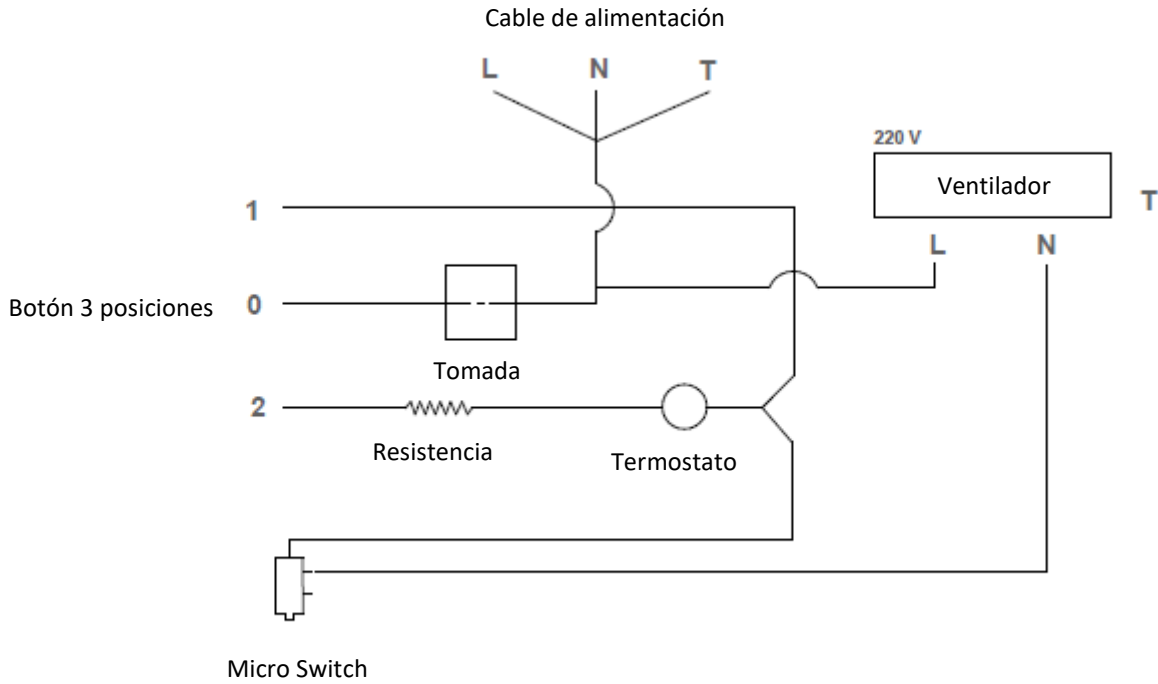 Cable de alimentación
L N T
220 V
Ventilador
T
1
L N
Botón 3 posiciones 0
Tomada
2
Resistencia
Termostato
Micro Switch